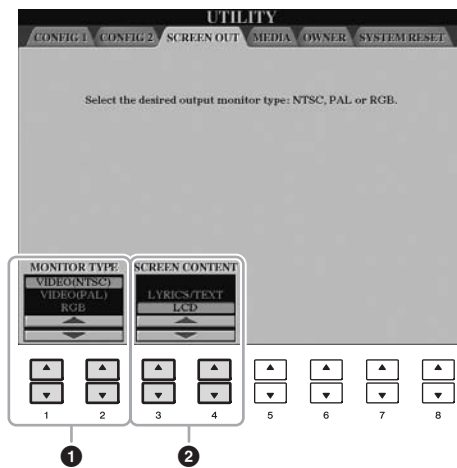 UTILITY
CONFIG 1 CONFIG 2 SCREEN OUT MEDIA OWNER SYSTEM RESET
Select the desired output monitor type: NTSC, PAL or RGB.
MONITOR TYPE SCREEN CONTENT
VIDEO(NTSC)
VIDEO(PAL) LYRICS/TEXT
RGB LCD
1 2 3 4 5 6 7 8
1 2